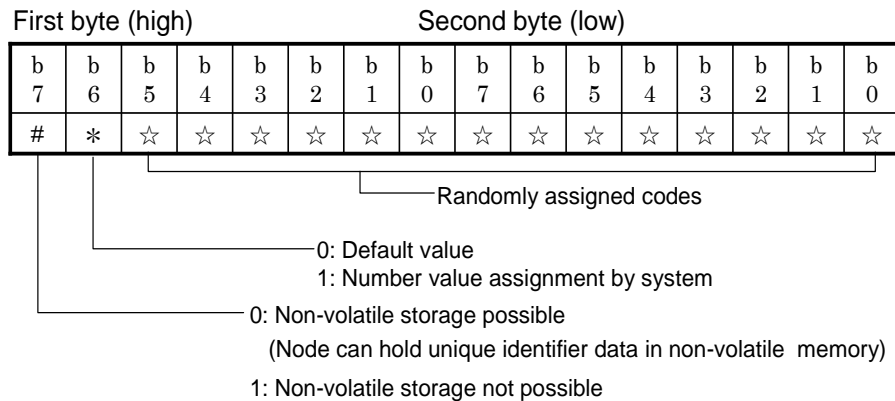 First byte (high) Second byte (low)
b b b b b b b b b b b b b b b b
7 6 5 4 3 2 1 0 7 6 5 4 3 2 1 0
# * ☆ ☆ ☆ ☆ ☆ ☆ ☆ ☆ ☆ ☆ ☆ ☆ ☆ ☆
Randomly assigned codes
0: Default value
1: Number value assignment by system
0: Non-volatile storage possible
(Node can hold unique identifier data in non-volatile memory)
1: Non-volatile storage not possible